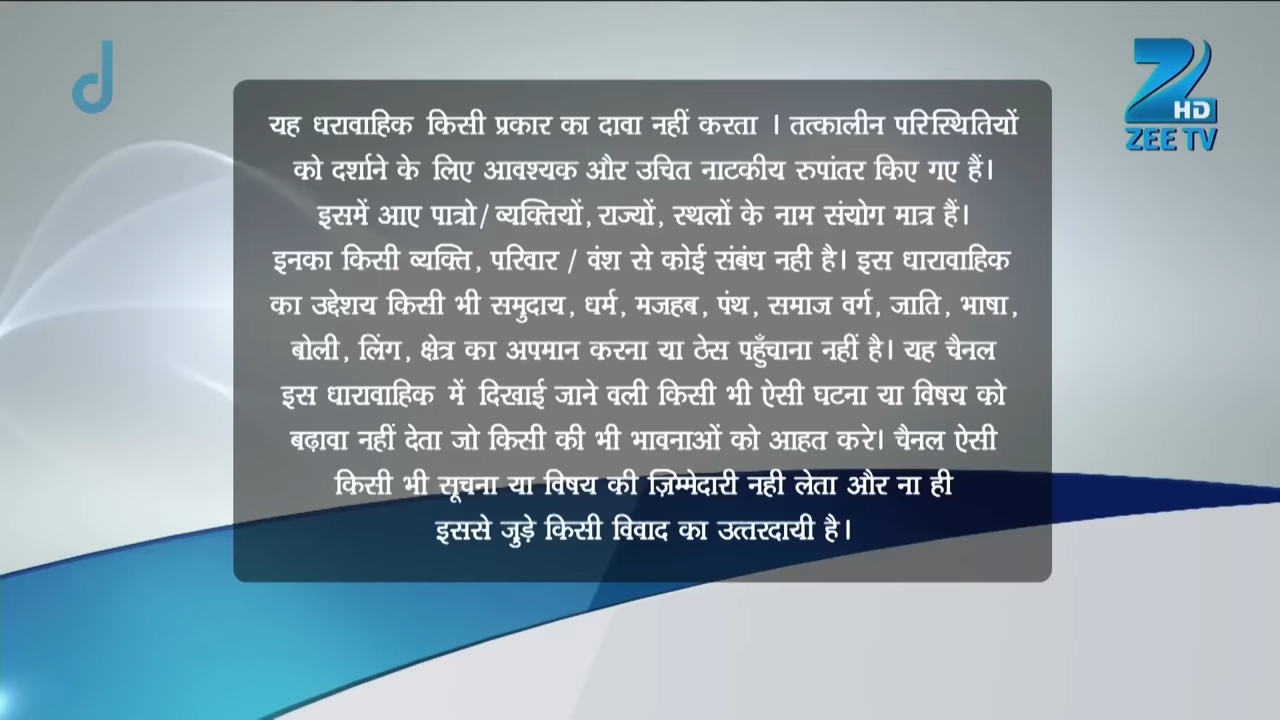 यह धरावाहिक किसी प्रकार का दावा नहीं करता । तत्कालीन परिस्थितियों
को दर्शाने के लिए आवश्यक और उचित नाटकीय रुपांतर किए गए हैं।
इसमें आए पात्रो/व्यक्तियों, राज्यों, स्थलों के नाम संयोग मात्र हैं।
इनका किसी व्यक्ति, परिवार / वंश से कोई संबंघ नही है। इस धारावाहिक
का उद्देशय किसी भी समुदाय, धर्म, मजहब, पंथ, समाज वर्ग, जाति, भाषा,
बोली, लिंग, क्षेत्र का अपमान करना या ठेस पहुँचाना नहीं है। यह चैनल
इस धारावाहिक में दिखाई जाने वली किसी भी ऐसी घटना या विषय को
बढ़ावा नहीं देता जो किसी की भी भावनाओं को आहत करे। चैनल ऐसी
किसी भी सूचना या विषय की ज़िम्मेदारी नही लेता और ना ही
इससे जुड़े किसी विवाद का उत्तरदायी है।
HD
ZEE TV